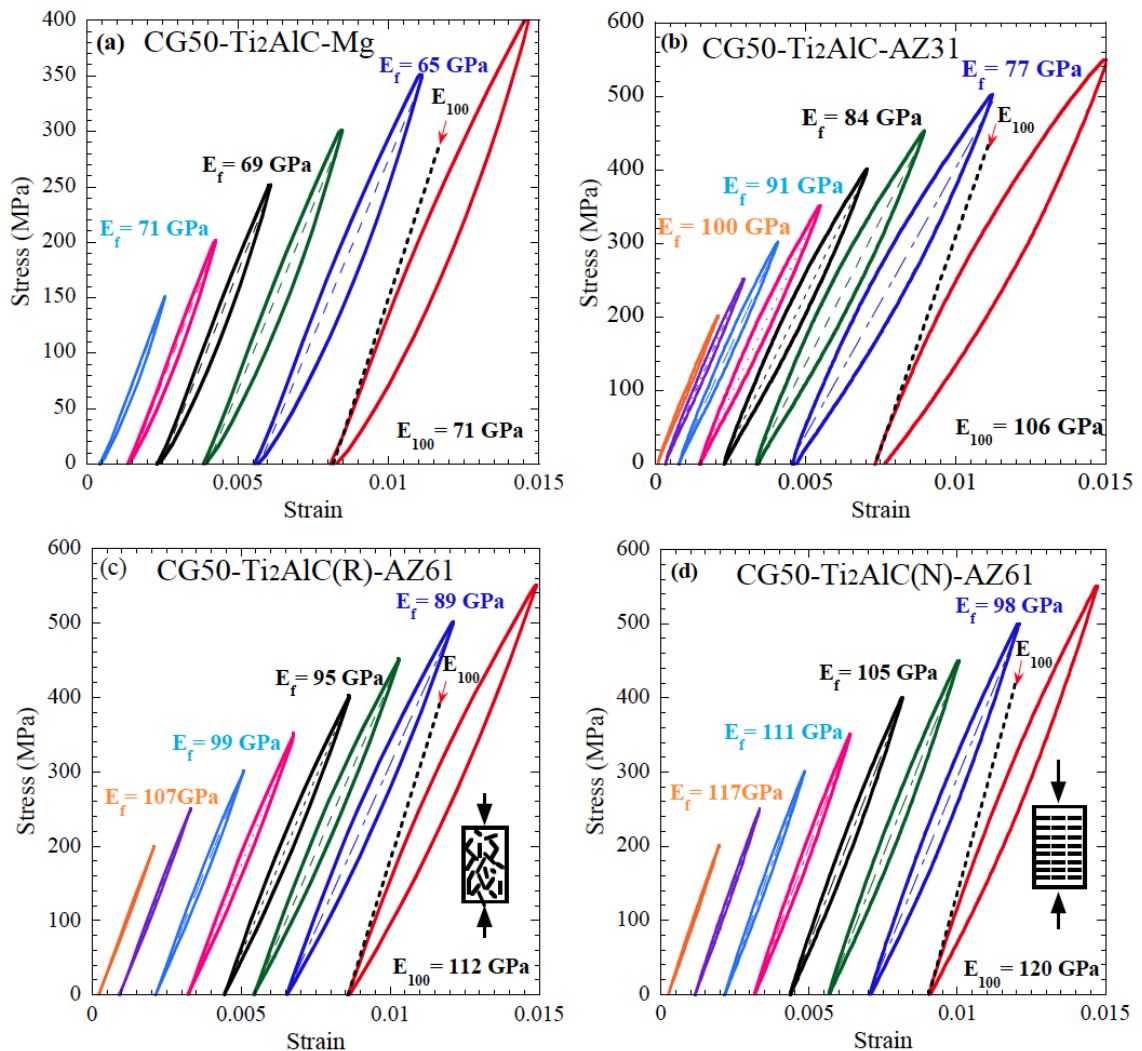 (a) CG50-Ti2AlC-Mg
Ef = 65 GPa
E100
Ef = 69 GPa
Ef = 71 GPa
E100 = 71 GPa
400
350
300
250
200
150
100
50
0
0
0.005
0.01
0.015
Stress (MPa)
Strain
(b) CG50-Ti2AlC-AZ31
Ef = 77 GPa
E100
Ef = 84 GPa
Ef = 91 GPa
Ef = 100 GPa
E100 = 106 GPa
600
500
400
300
200
100
0
0
0.005
0.01
0.015
Stress (MPa)
Strain
(c) CG50-Ti2AlC(R)-AZ61
Ef = 89 GPa
E100
Ef = 95 GPa
Ef = 99 GPa
Ef = 107GPa
E100 = 112 GPa
600
500
400
300
200
100
0
0
0.005
0.01
0.015
Stress (MPa)
Strain
(d) CG50-Ti2AlC(N)-AZ61
Ef = 98 GPa
E100
Ef = 105 GPa
Ef = 111 GPa
Ef = 117GPa
E100 = 120 GPa
600
500
400
300
200
100
0
0
0.005
0.01
0.015
Stress (MPa)
Strain